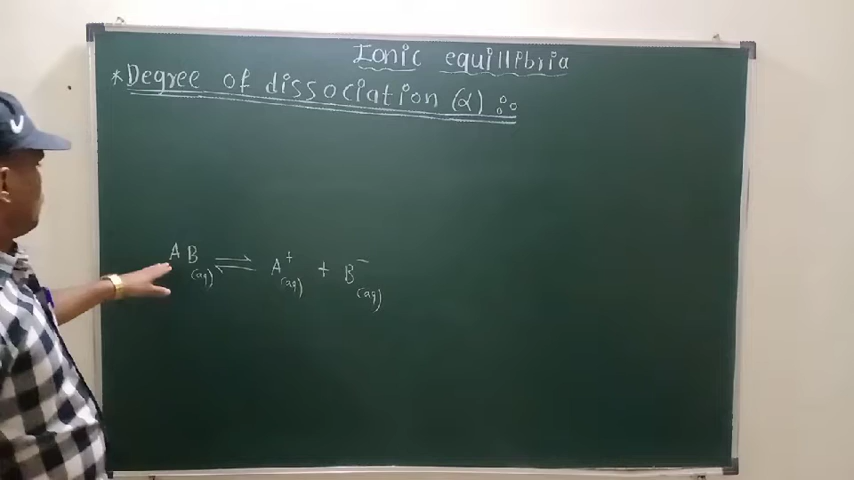 Ionic equilibria
*Degree of dissociation (α) :
AB(aq) ⇌ A⁺(aq) + B⁻(aq)